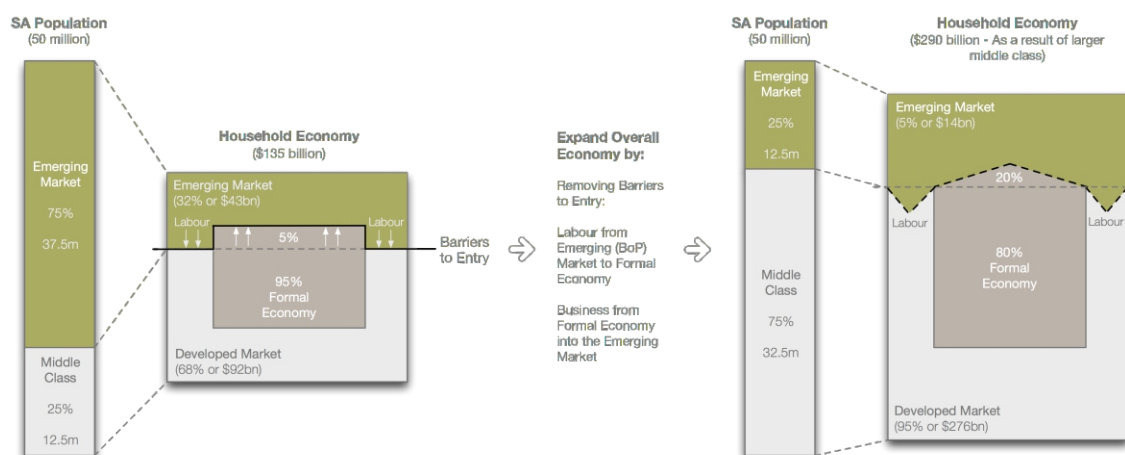 SA Population
(50 million)
Emerging
Market
75%
37.5m
Middle
Class
25%
12.5m
Household Economy
($135 billion)
Emerging Market
(32% or $43bn)
Labour
5%
Labour
95%
Formal
Economy
Developed Market
(68% or $92bn)
Barriers
to Entry
Expand Overall
Economy by:
Removing Barriers
to Entry:
Labour from
Emerging (BoP)
Market to Formal
Economy
Business from
Formal Economy
into the Emerging
Market
SA Population
(50 million)
Emerging
Market
25%
12.5m
Middle
Class
75%
32.5m
Household Economy
($290 billion - As a result of larger
middle class)
Emerging Market
(5% or $14bn)
20%
Labour
Labour
80%
Formal
Economy
Developed Market
(95% or $276bn)